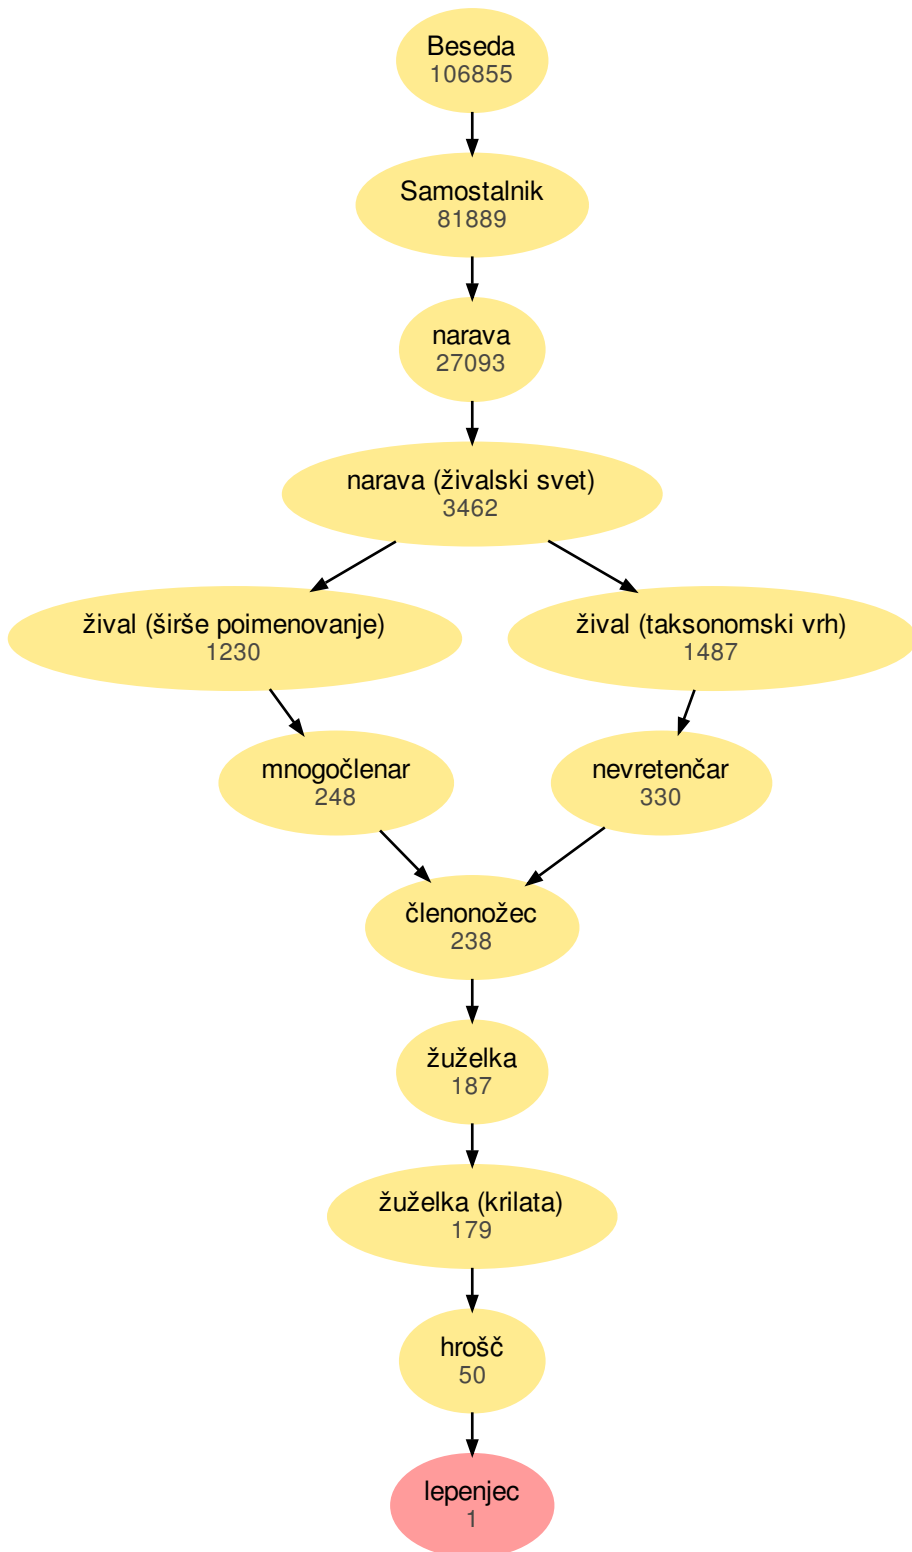 Beseda
106855
Samostalnik
81889
narava
27093
narava (živalski svet)
3462
žival (širše poimenovanje)
1230
žival (taksonomski vrh)
1487
mnogočlenar
248
nevretenčar
330
členonožec
238
žuželka
187
žuželka (krilata)
179
hrošč
50
lepenjec
1